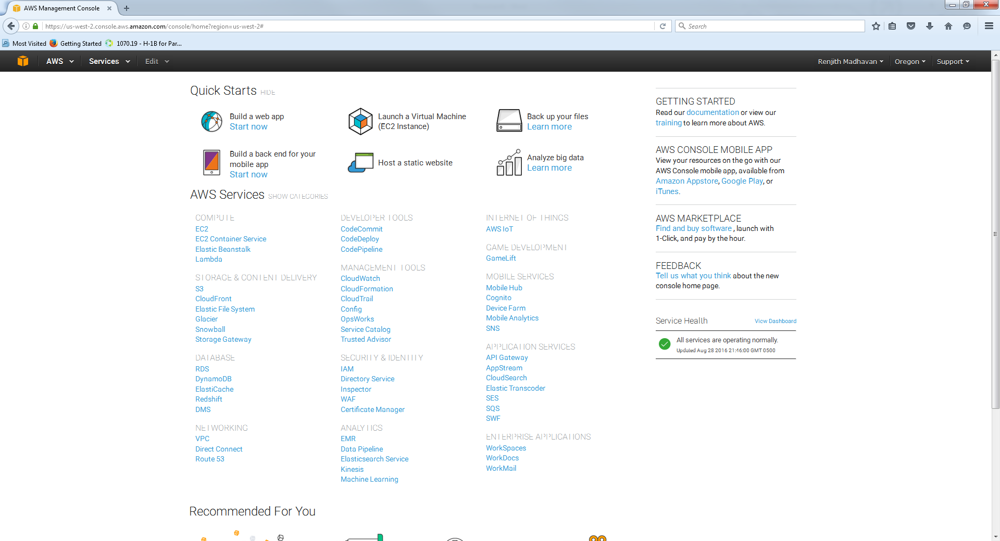 AWS Management Console
https://us-west-2.console.aws.amazon.com/console/home?region=us-west-2#
Search
Most Visited
Getting Started
1070.19 - H-1B for Par...
AWS
Services
Edit
Renjith Madhavan
Oregon
Support
Quick Starts HIDE
Build a web app
Start now
Launch a Virtual Machine
(EC2 Instance)
Back up your files
Learn more
Build a back end for your
mobile app
Start now
Host a static website
Analyze big data
Learn more
AWS Services SHOW CATEGORIES
COMPUTE
EC2
EC2 Container Service
Elastic Beanstalk
Lambda
STORAGE & CONTENT DELIVERY
S3
CloudFront
Elastic File System
Glacier
Snowball
Storage Gateway
DATABASE
RDS
DynamoDB
ElastiCache
Redshift
DMS
NETWORKING
VPC
Direct Connect
Route 53
DEVELOPER TOOLS
CodeCommit
CodeDeploy
CodePipeline
MANAGEMENT TOOLS
CloudWatch
CloudFormation
CloudTrail
Config
OpsWorks
Service Catalog
Trusted Advisor
SECURITY & IDENTITY
IAM
Directory Service
Inspector
WAF
Certificate Manager
ANALYTICS
EMR
Data Pipeline
Elasticsearch Service
Kinesis
Machine Learning
INTERNET OF THINGS
AWS IoT
GAME DEVELOPMENT
GameLift
MOBILE SERVICES
Mobile Hub
Cognito
Device Farm
Mobile Analytics
SNS
APPLICATION SERVICES
API Gateway
AppStream
CloudSearch
Elastic Transcoder
SES
SQS
SWF
ENTERPRISE APPLICATIONS
WorkSpaces
WorkDocs
WorkMail
GETTING STARTED
Read our documentation or view our
training to learn more about AWS.
AWS CONSOLE MOBILE APP
View your resources on the go with our
AWS Console mobile app, available from
Amazon Appstore, Google Play, or
iTunes.
AWS MARKETPLACE
Find and buy software , launch with
1-Click, and pay by the hour.
FEEDBACK
Tell us what you think about the new
console home page.
Service Health
View Dashboard
All services are operating normally.
Updated Aug 28 2016 21:46:00 GMT 0500
Recommended For You